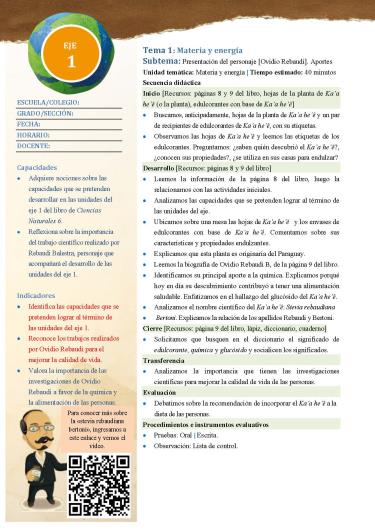 EJE
1
ESCUELA/COLEGIO:
GRADO/SECCIÓN:
FECHA:
HORARIO:
DOCENTE:
Capacidades
Adquiere nociones sobre las
capacidades que se pretenden
desarrollar en las unidades del
eje 1 del libro de Ciencias
Naturales 6.
Reflexiona sobre la importancia
del trabajo científico realizado por
Rebaudi Balestra, personaje que
acompañará el desarrollo de las
unidades del eje 1.
Indicadores
Identifica las capacidades que se
pretenden lograr al término de
las unidades del eje 1.
Reconoce los trabajos realizados
por Ovidio Rebaudi para el
mejorar la calidad de vida.
Valora la importancia de las
investigaciones de Ovidio
Rebaudi a favor de la química y
la alimentación de las personas.
Para conocer más sobre
la «stevia rebaudiana
bertoni», ingresamos a
este enlace y vemos el
video.
Tema 1: Materia y energía
Subtema: Presentación del personaje [Ovidio Rebaudi]. Aportes
Unidad temática: Materia y energía | Tiempo estimado: 40 minutos
Secuencia didáctica
Inicio [Recursos: páginas 8 y 9 del libro, hojas de la planta de Ka'a
he'ẽ (o la planta), edulcorantes con base de Ka'a he'ẽ]
Buscamos, anticipadamente, hojas de la planta de Ka'a he'ẽ y un par
de recipientes de edulcorantes de Ka'a he'ẽ, con su etiquetas.
Observamos las hojas de Ka'a he'ẽ y leemos las etiquetas de los
edulcorantes. Preguntamos: ¿saben quién descubrió el Ka'a he'ẽ?,
¿conocen sus propiedades?, ¿se utiliza en sus casas para endulzar?
Desarrollo [Recursos: páginas 8 y 9 del libro]
Leemos la información de la página 8 del libro, luego la
relacionamos con las actividades iniciales.
Analizamos las capacidades que se pretenden lograr al término de
las unidades del eje.
Ubicamos sobre una mesa las hojas de Ka'a he'ẽ y los envases de
edulcorantes con base de Ka'a he'ẽ. Comentamos sobre sus
características y propiedades endulzantes.
Explicamos que esta planta es originaria del Paraguay.
Leemos la biografía de Ovidio Rebaudi B, de la página 9 del libro.
Identificamos su principal aporte a la química. Explicamos porqué
hoy en día su descubrimiento contribuyó a tener una alimentación
saludable. Enfatizamos en el hallazgo del glucósido del Ka'a he'ẽ.
Analizamos el nombre científico del Ka'a he'ẽ: Stevia rebaudiana
Bertoni. Explicamos la relación de los apellidos Rebaudi y Bertoni.
Cierre [Recursos: página 9 del libro, lápiz, diccionario, cuaderno]
Solicitamos que busquen en el diccionario el significado de
edulcorante, química y glucósido y socialicen los significados.
Transferencia
Analizamos la importancia que tienen las investigaciones
científicas para mejorar la calidad de vida de las personas.
Evaluación
Debatimos sobre la recomendación de incorporar el Ka'a he'ẽ a la
dieta de las personas.
Procedimientos e instrumentos evaluativos
Pruebas: Oral | Escrita.
Observación: Lista de control.